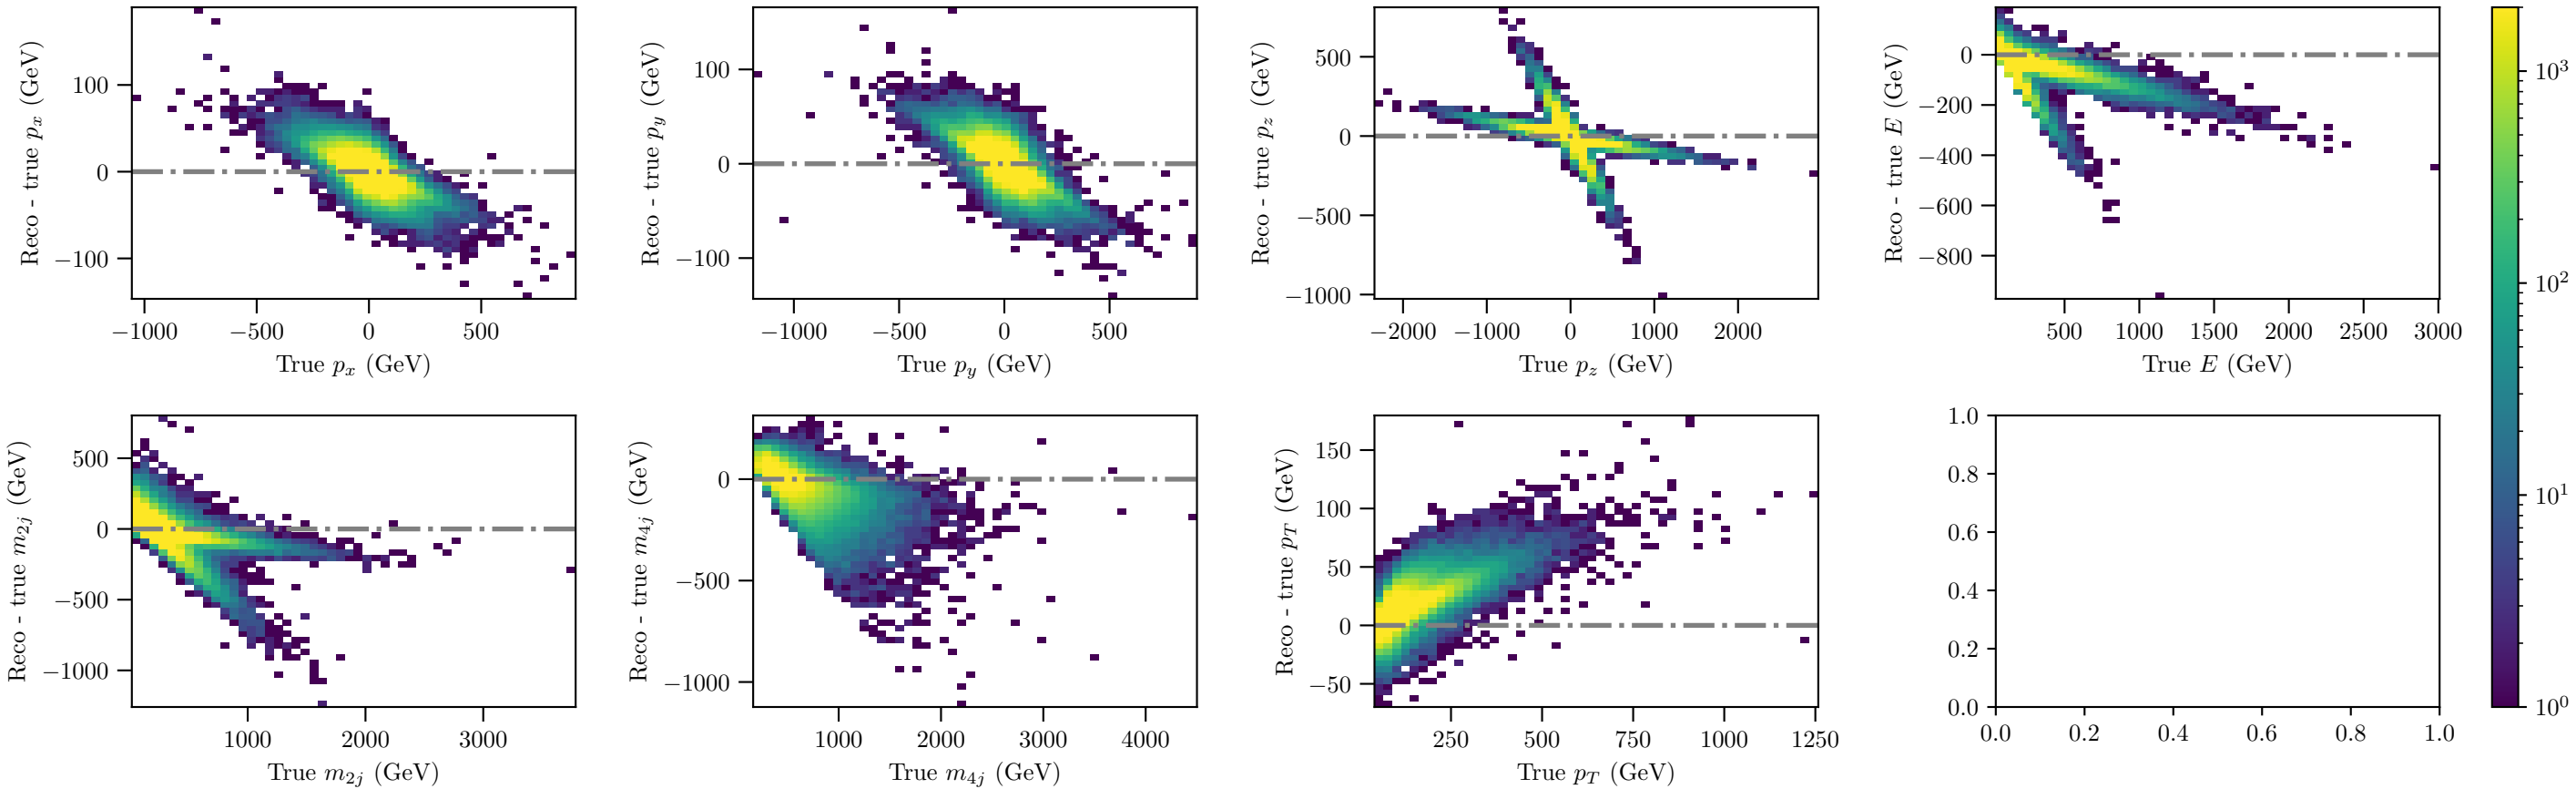 Reco - true $p_x$ (GeV)
100
0
−100
−1000 −500 0 500
True $p_x$ (GeV)
Reco - true $p_y$ (GeV)
100
0
−100
−1000 −500 0 500
True $p_y$ (GeV)
Reco - true $p_z$ (GeV)
500
0
−500
−1000
−2000 −1000 0 1000 2000
True $p_z$ (GeV)
Reco - true $E$ (GeV)
0
−200
−400
−600
−800
500 1000 1500 2000 2500 3000
True $E$ (GeV)
Reco - true $m_{2j}$ (GeV)
500
0
−500
−1000
1000 2000 3000
True $m_{2j}$ (GeV)
Reco - true $m_{4j}$ (GeV)
0
−500
−1000
1000 2000 3000 4000
True $m_{4j}$ (GeV)
Reco - true $p_T$ (GeV)
150
100
50
0
−50
250 500 750 1000 1250
True $p_T$ (GeV)
1.0
0.8
0.6
0.4
0.2
0.0
0.0 0.2 0.4 0.6 0.8 1.0
$10^3$
$10^2$
$10^1$
$10^0$